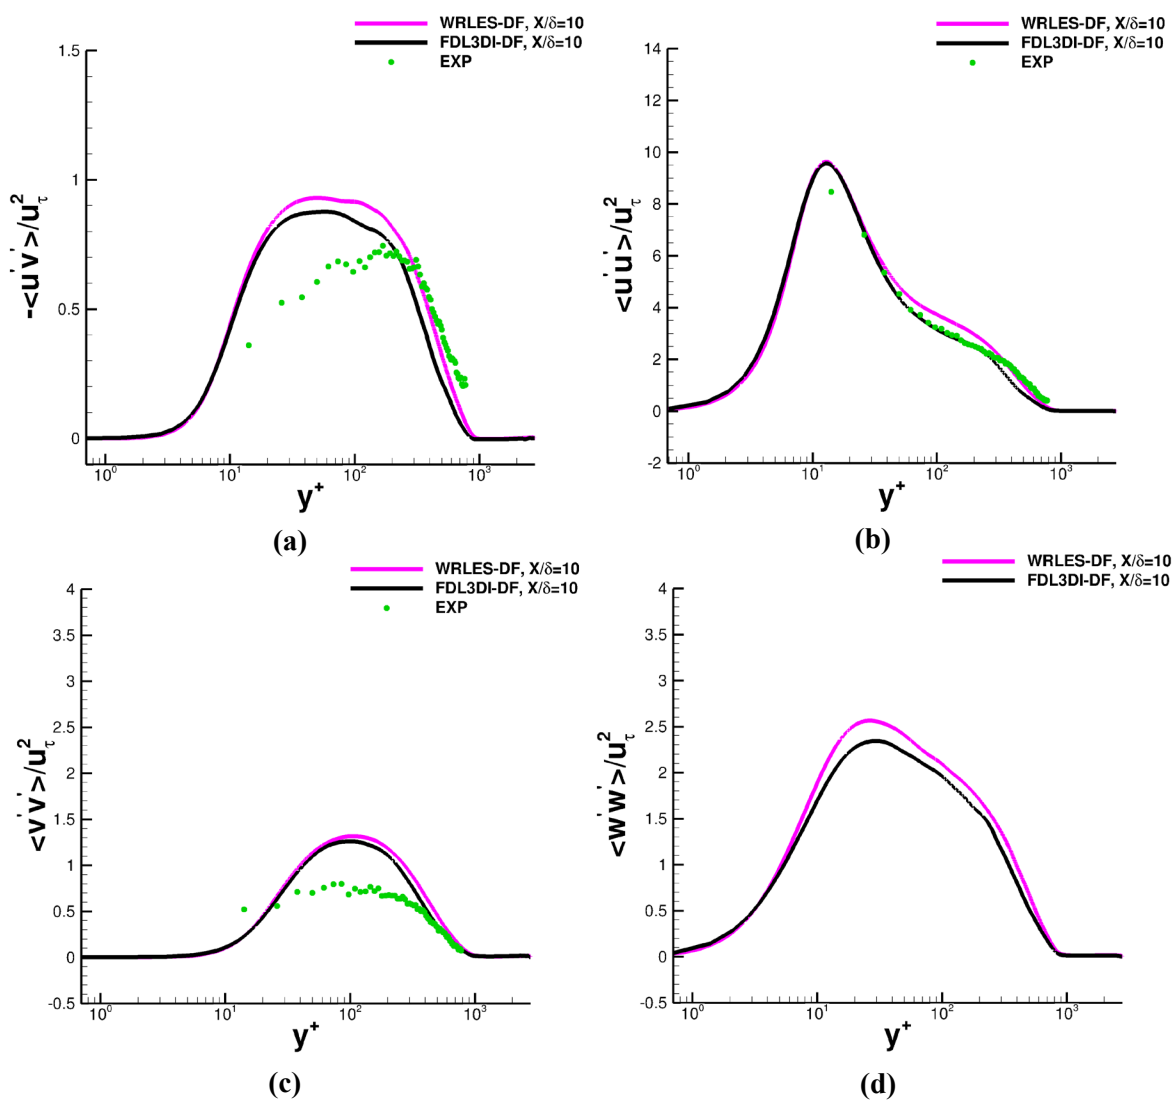 WRLES-DF, X/δ=10
FDL3DI-DF, X/δ=10
EXP
1.5
1
0.5
0
-<u'v'>/u²τ
10⁰ 10¹ 10² 10³
y⁺
(a)
WRLES-DF, X/δ=10
FDL3DI-DF, X/δ=10
EXP
14
12
10
8
6
4
2
0
-2
<u'u'>/u²τ
10⁰ 10¹ 10² 10³
y⁺
(b)
WRLES-DF, X/δ=10
FDL3DI-DF, X/δ=10
EXP
4
3.5
3
2.5
2
1.5
1
0.5
0
-0.5
<v'v'>/u²τ
10⁰ 10¹ 10² 10³
y⁺
(c)
WRLES-DF, X/δ=10
FDL3DI-DF, X/δ=10
4
3.5
3
2.5
2
1.5
1
0.5
0
-0.5
<w'w'>/u²τ
10⁰ 10¹ 10² 10³
y⁺
(d)